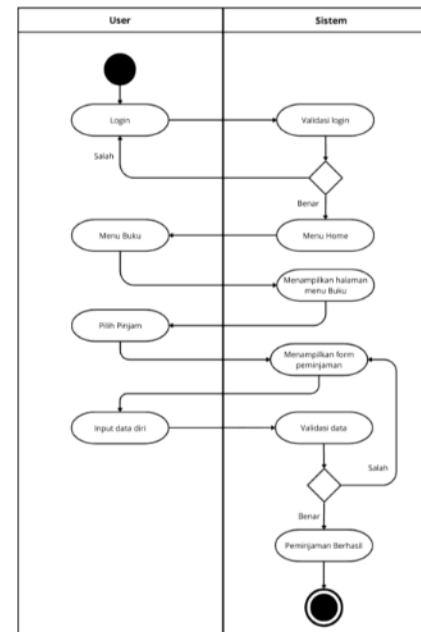 User
Sistem
Login
Validasi login
Salah
Benar
Menu Buku
Menu Home
Menampilkan halaman
menu Buku
Pilih Pinjam
Menampilkan form
peminjaman
Input data diri
Validasi data
Salah
Benar
Peminjaman Berhasil